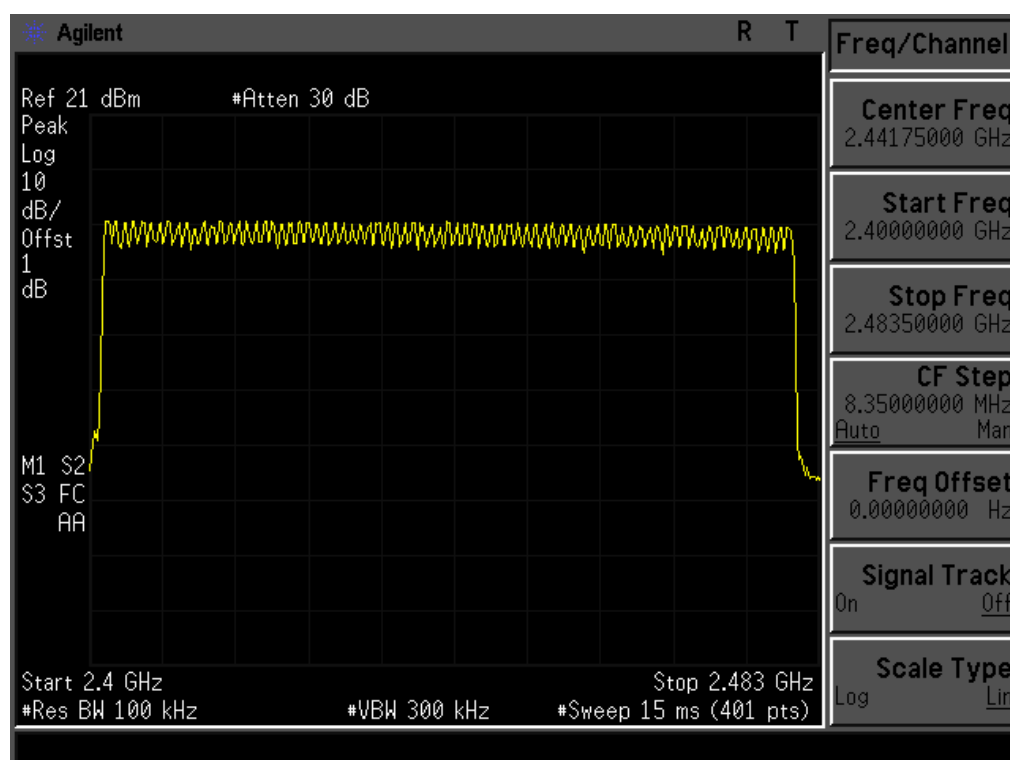 Agilent R T
Ref 21 dBm #Atten 30 dB
Peak
Log
10
dB/
Offst
1
dB
M1 S2
S3 FC
AA
Start 2.4 GHz Stop 2.483 GHz
#Res BW 100 kHz #VBW 300 kHz #Sweep 15 ms (401 pts)
Freq/Channel
Center Freq
2.44175000 GHz
Start Freq
2.40000000 GHz
Stop Freq
2.48350000 GHz
CF Step
8.35000000 MHz
Auto Man
Freq Offset
0.00000000 Hz
Signal Track
On Off
Scale Type
Log Lin